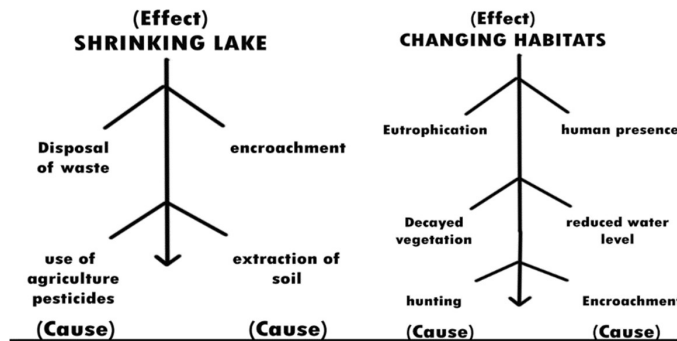 (Effect)
SHRINKING LAKE
Disposal
of waste
encroachment
use of
agriculture
pesticides
extraction of
soil
(Cause)
(Cause)
(Effect)
CHANGING HABITATS
Eutrophication
human presence
Decayed
vegetation
reduced water
level
hunting
Encroachment
(Cause)
(Cause)